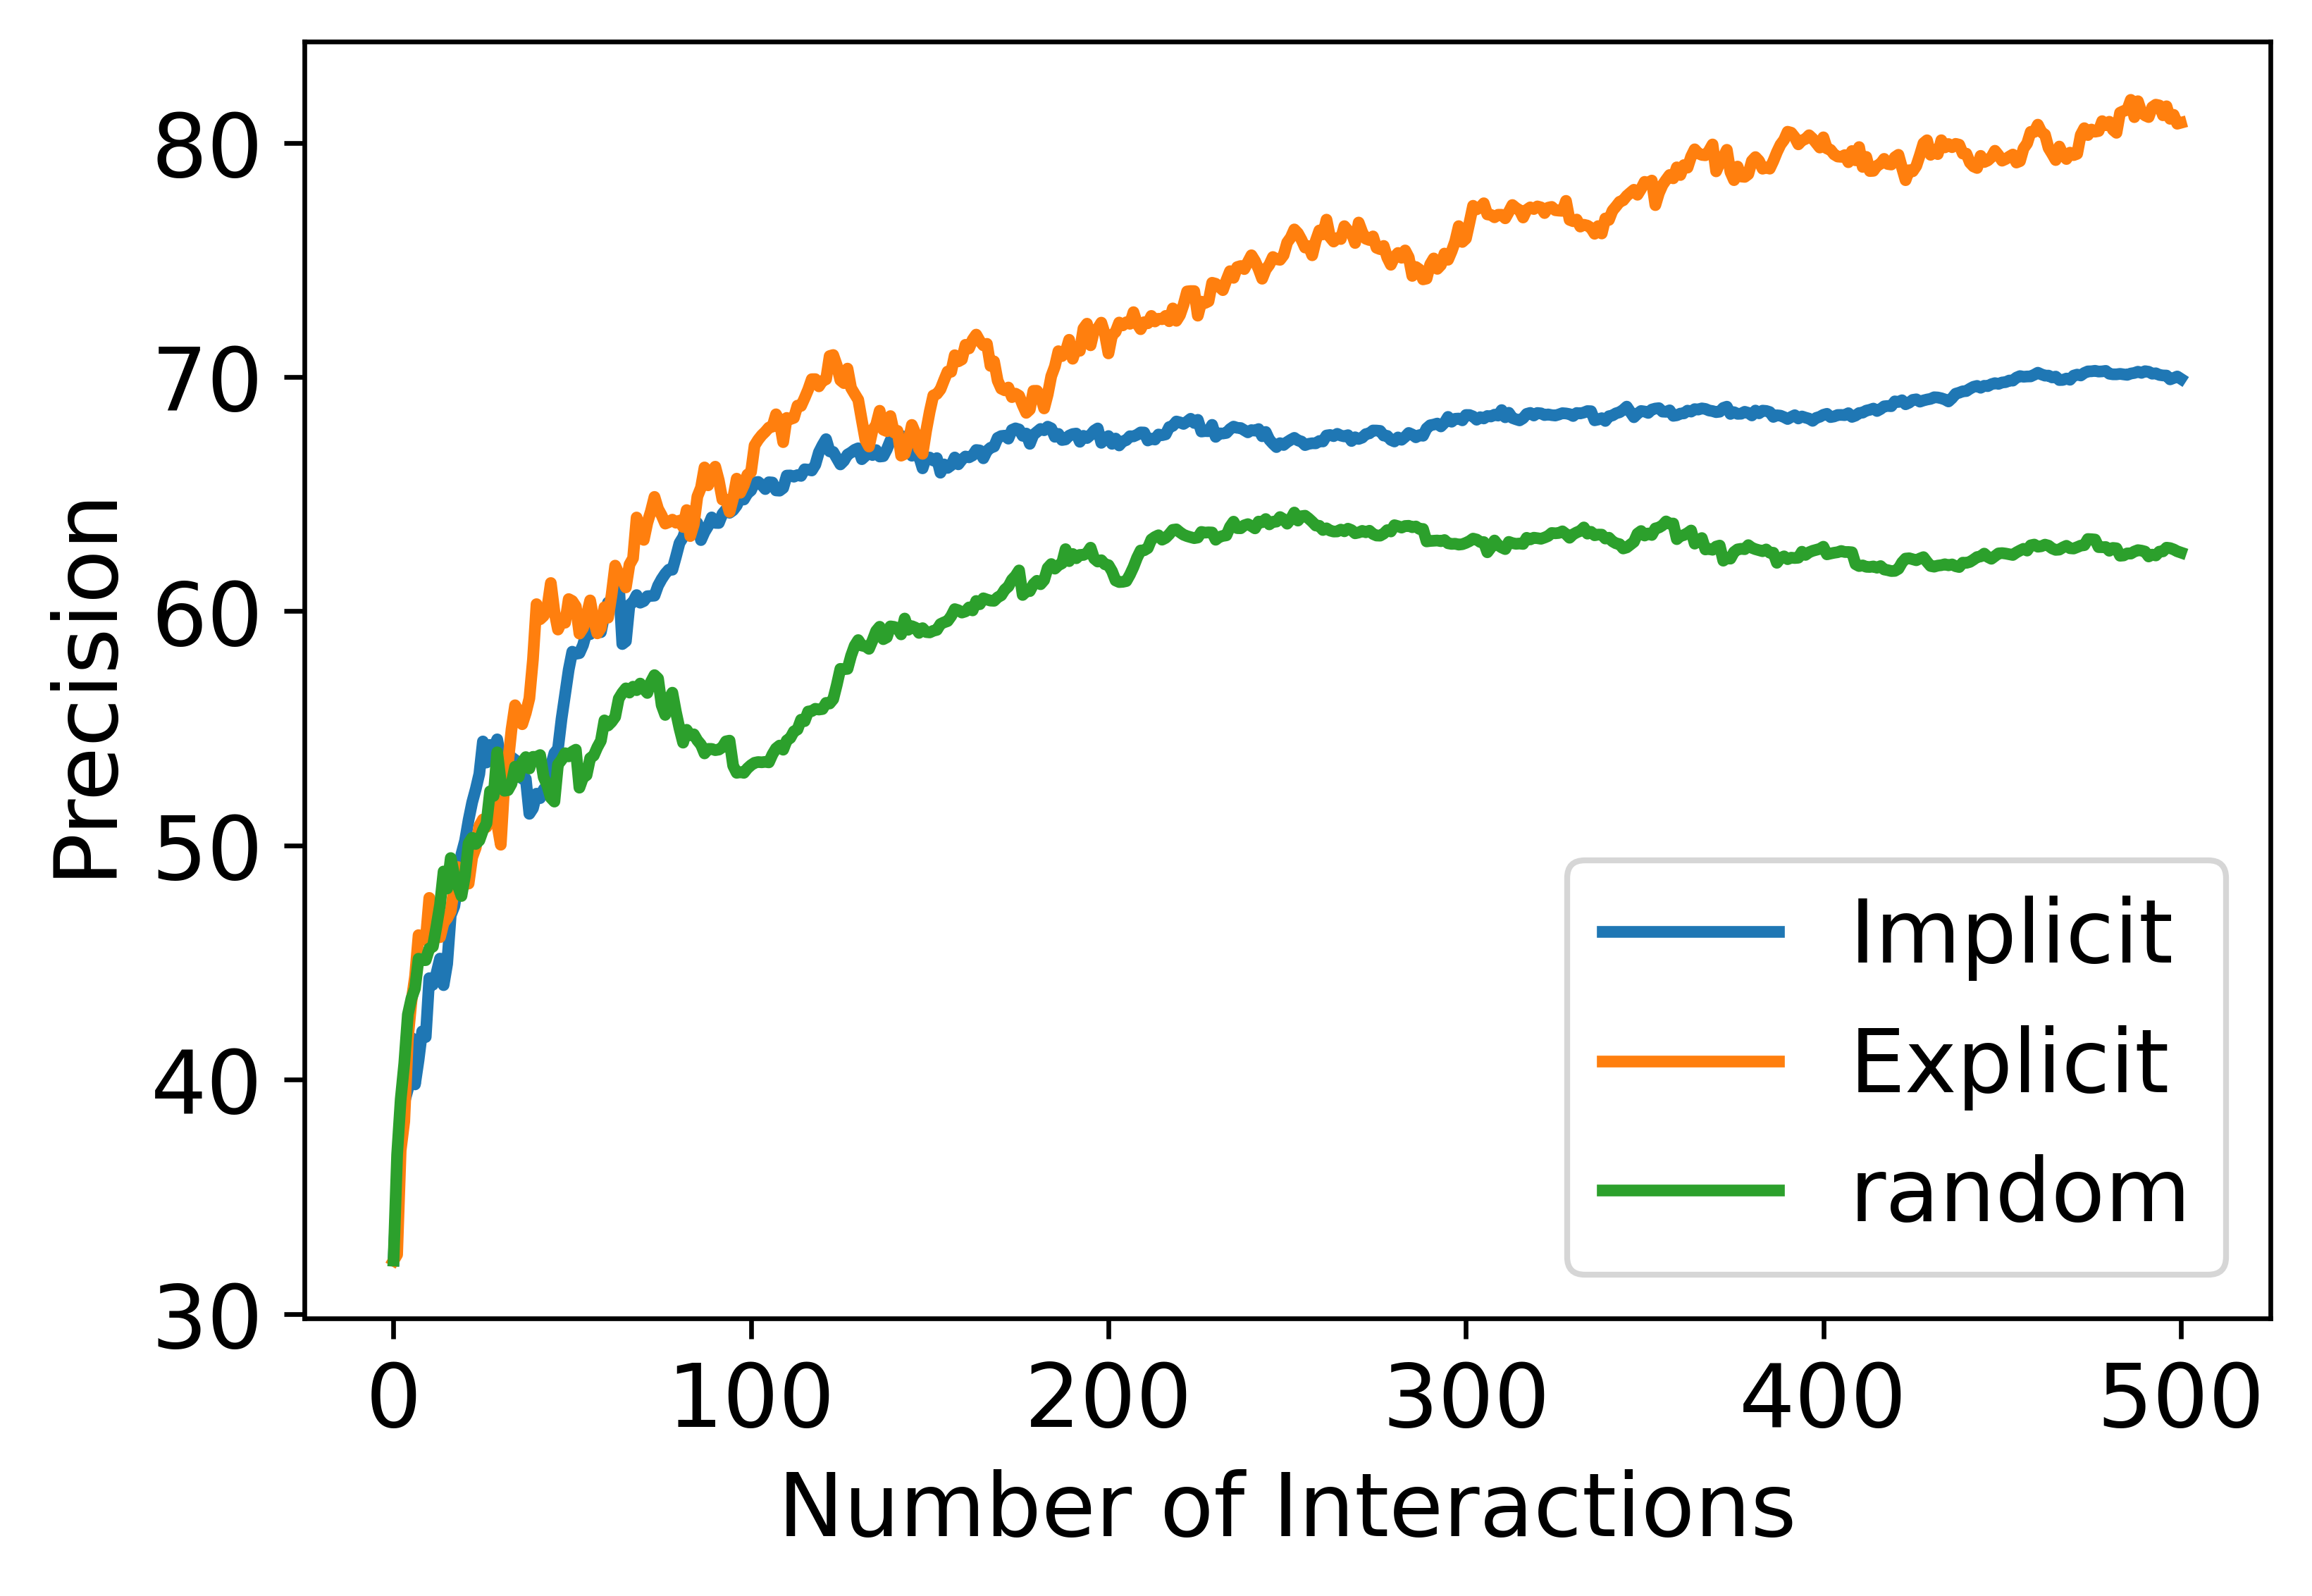 80
70
60
50
40
30
Precision
0 100 200 300 400 500
Number of Interactions
Implicit
Explicit
random